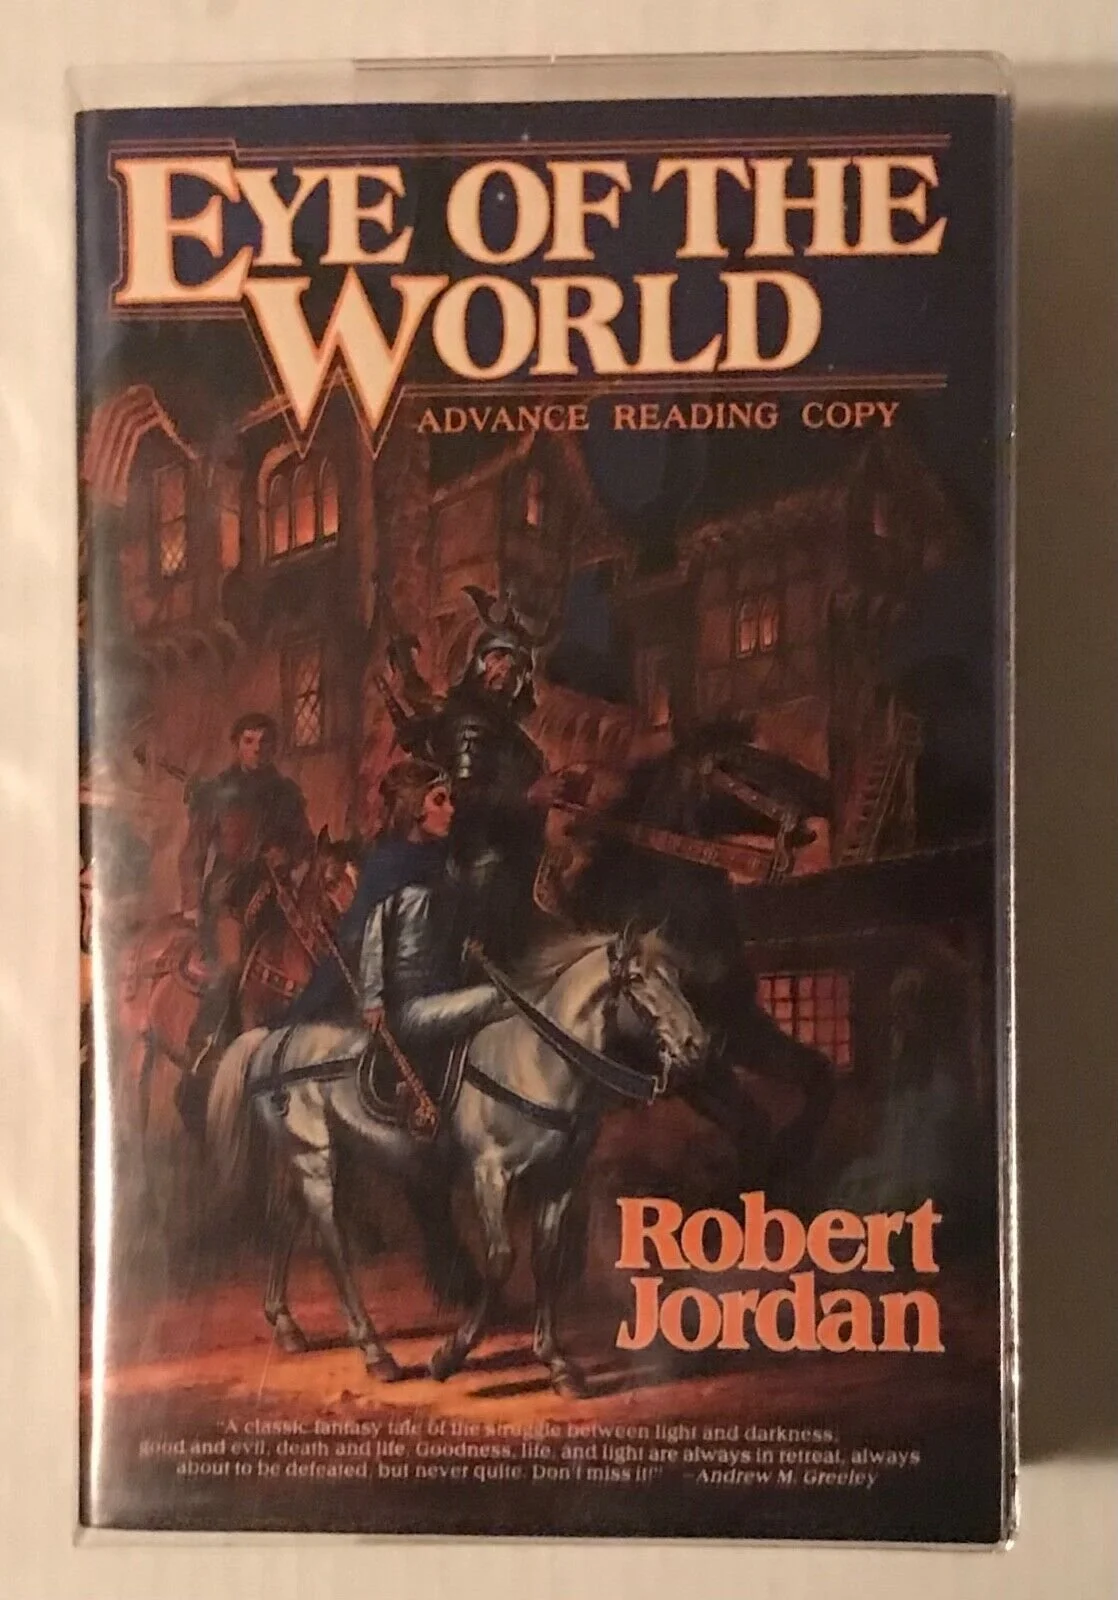 EYE OF THE
WORLD
ADVANCE READING COPY
Robert
Jordan
"A classic fantasy tale of the struggle between light and darkness,
good and evil, death and life. Goodness, life, and light are always in retreat, always
about to be defeated, but never quite. Don't miss it!" –Andrew M. Greeley